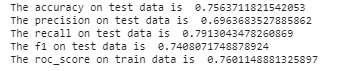 The accuracy on test data is  0.7563711821542053
The precision on test data is  0.6963683527885862
The recall on test data is  0.7913043478260869
The f1 on test data is  0.7408071748878924
The roc_score on train data is  0.7601148881325897